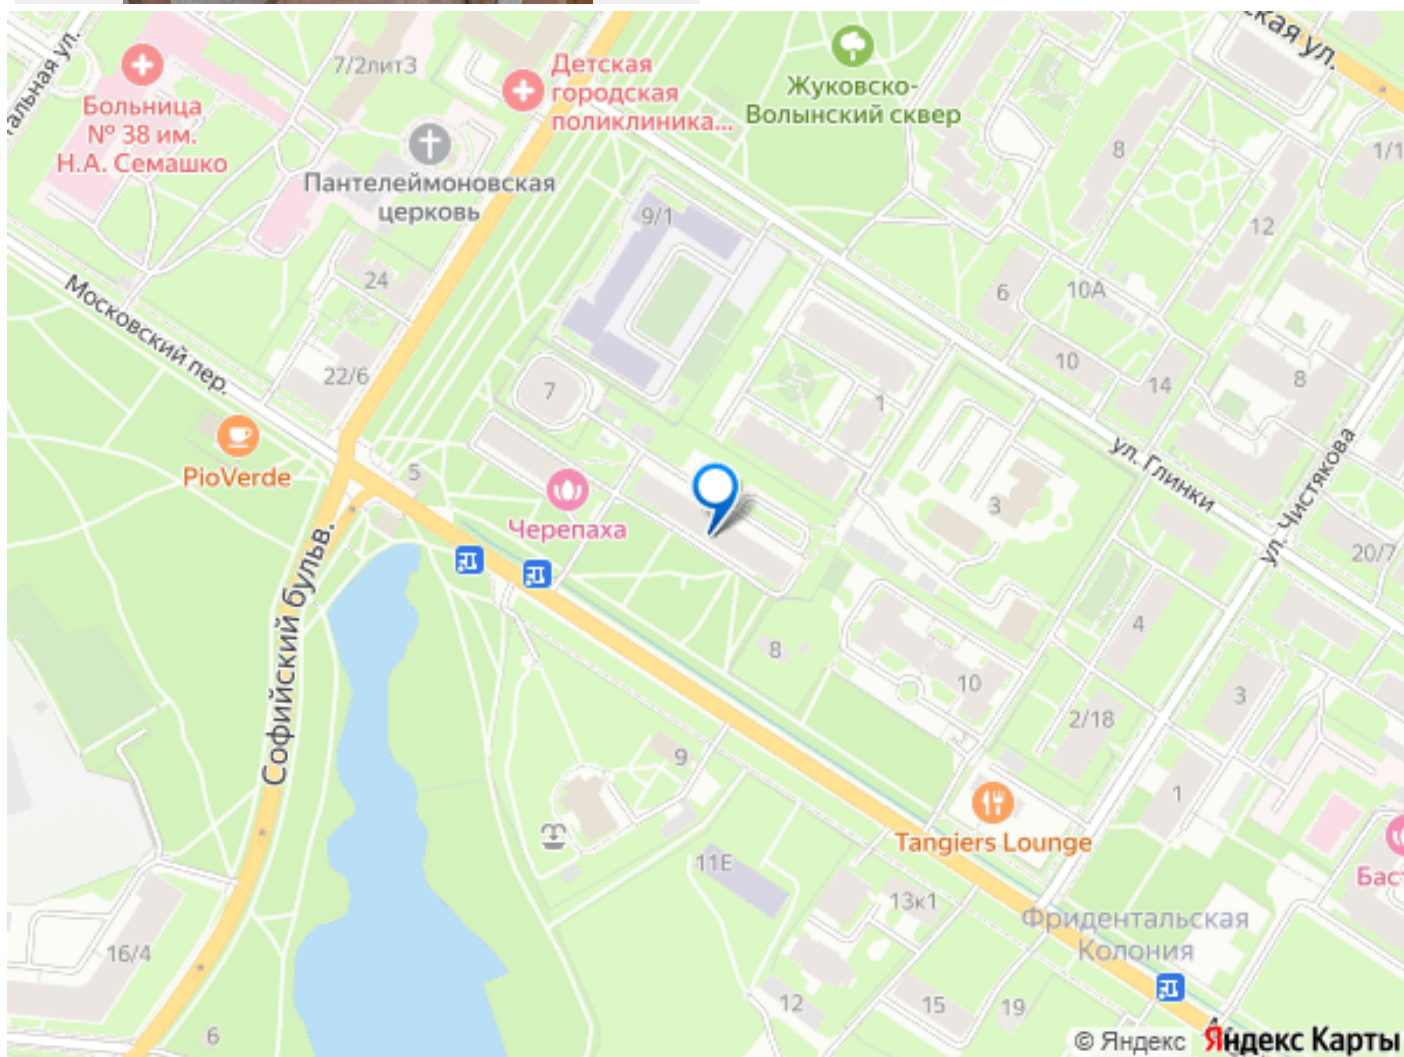 ская ул.
тальная ул.
7/2лит3
Детская
городская
поликлиника...
Жуковско-
Волынский сквер
Больница
№ 38 им.
Н.А. Семашко
Пантелеймоновская
церковь
8
1/1
9/1
12
24
6
10А
Московский пер.
22/6
7
1
10
14
8
PioVerde
5
Черепаха
3
ул. Глинки
ул. Чистякова
20/7
Софийский бульв.
8
4
10
2/18
3
9
1
Tangiers Lounge
11Е
13к1
Баст
Фридентальская
Колония
16/4
12
15
19
6
© Яндекс Яндекс Карты